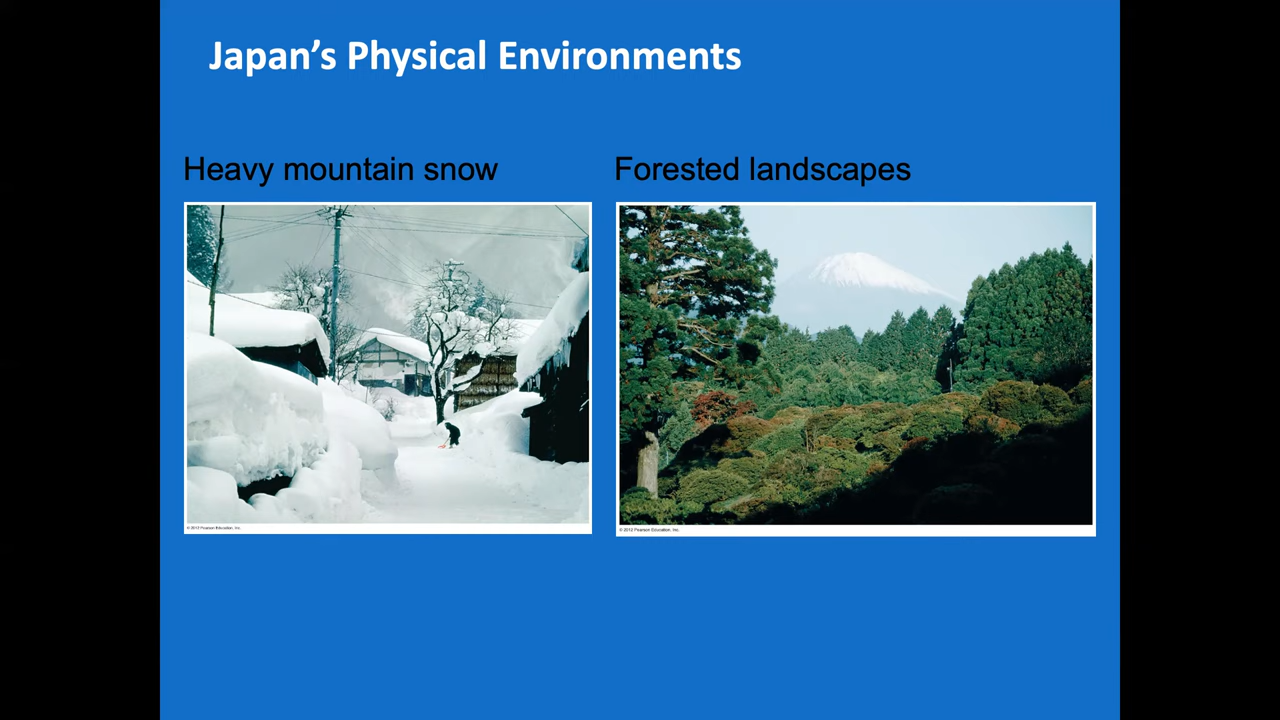 Japan's Physical Environments
Heavy mountain snow
Forested landscapes
© 2012 Pearson Education, Inc.
© 2012 Pearson Education, Inc.